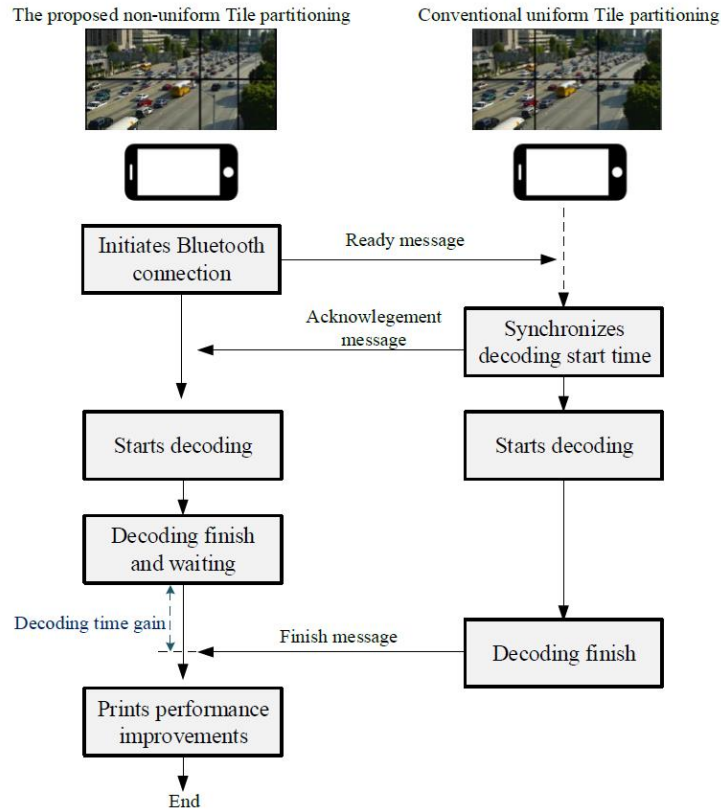 The proposed non-uniform Tile partitioning
Conventional uniform Tile partitioning
Initiates Bluetooth
connection
Ready message
Acknowlegement
message
Synchronizes
decoding start time
Starts decoding
Starts decoding
Decoding finish
and waiting
Decoding time gain
Finish message
Decoding finish
Prints performance
improvements
End